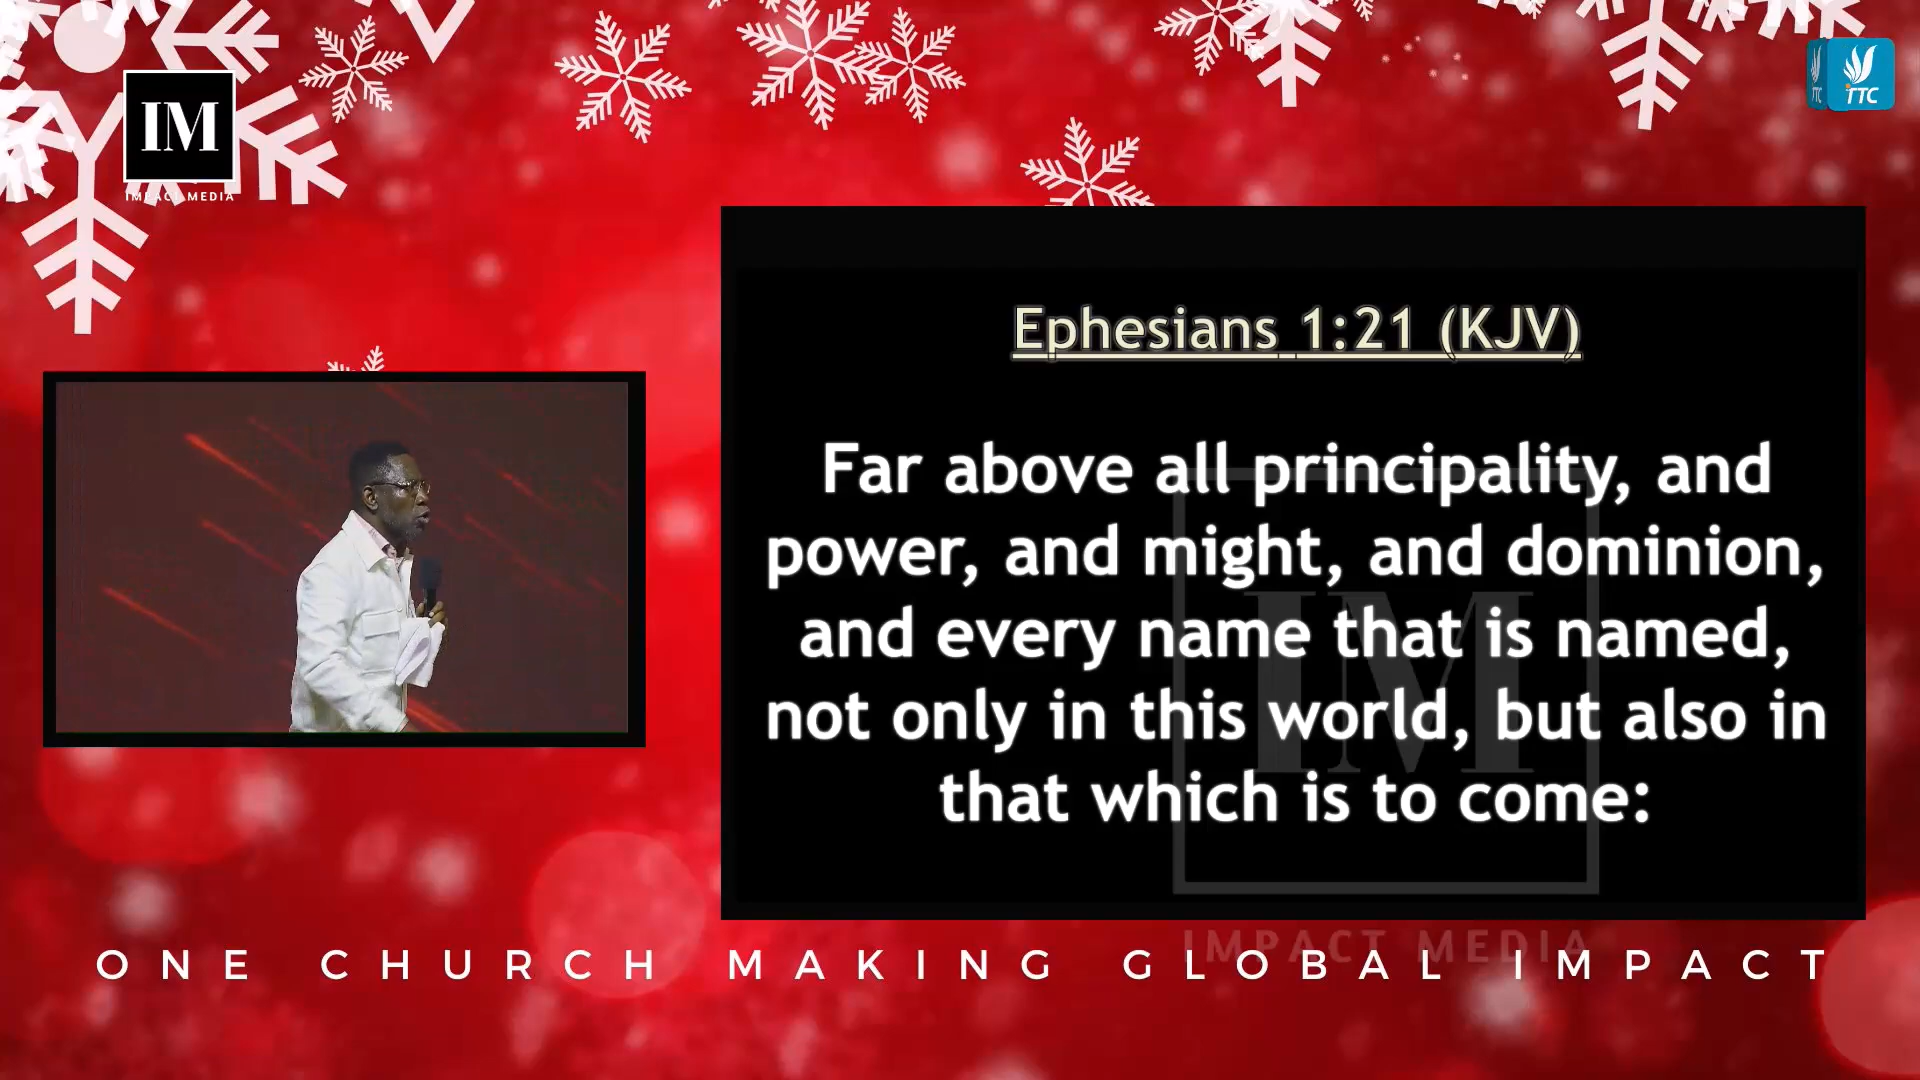 IM
IMPACT MEDIA
TTC
Ephesians 1:21 (KJV)
Far above all principality, and
power, and might, and dominion,
and every name that is named,
not only in this world, but also in
that which is to come:
IM
IMPACT MEDIA
ONE CHURCH MAKING GLOBAL IMPACT